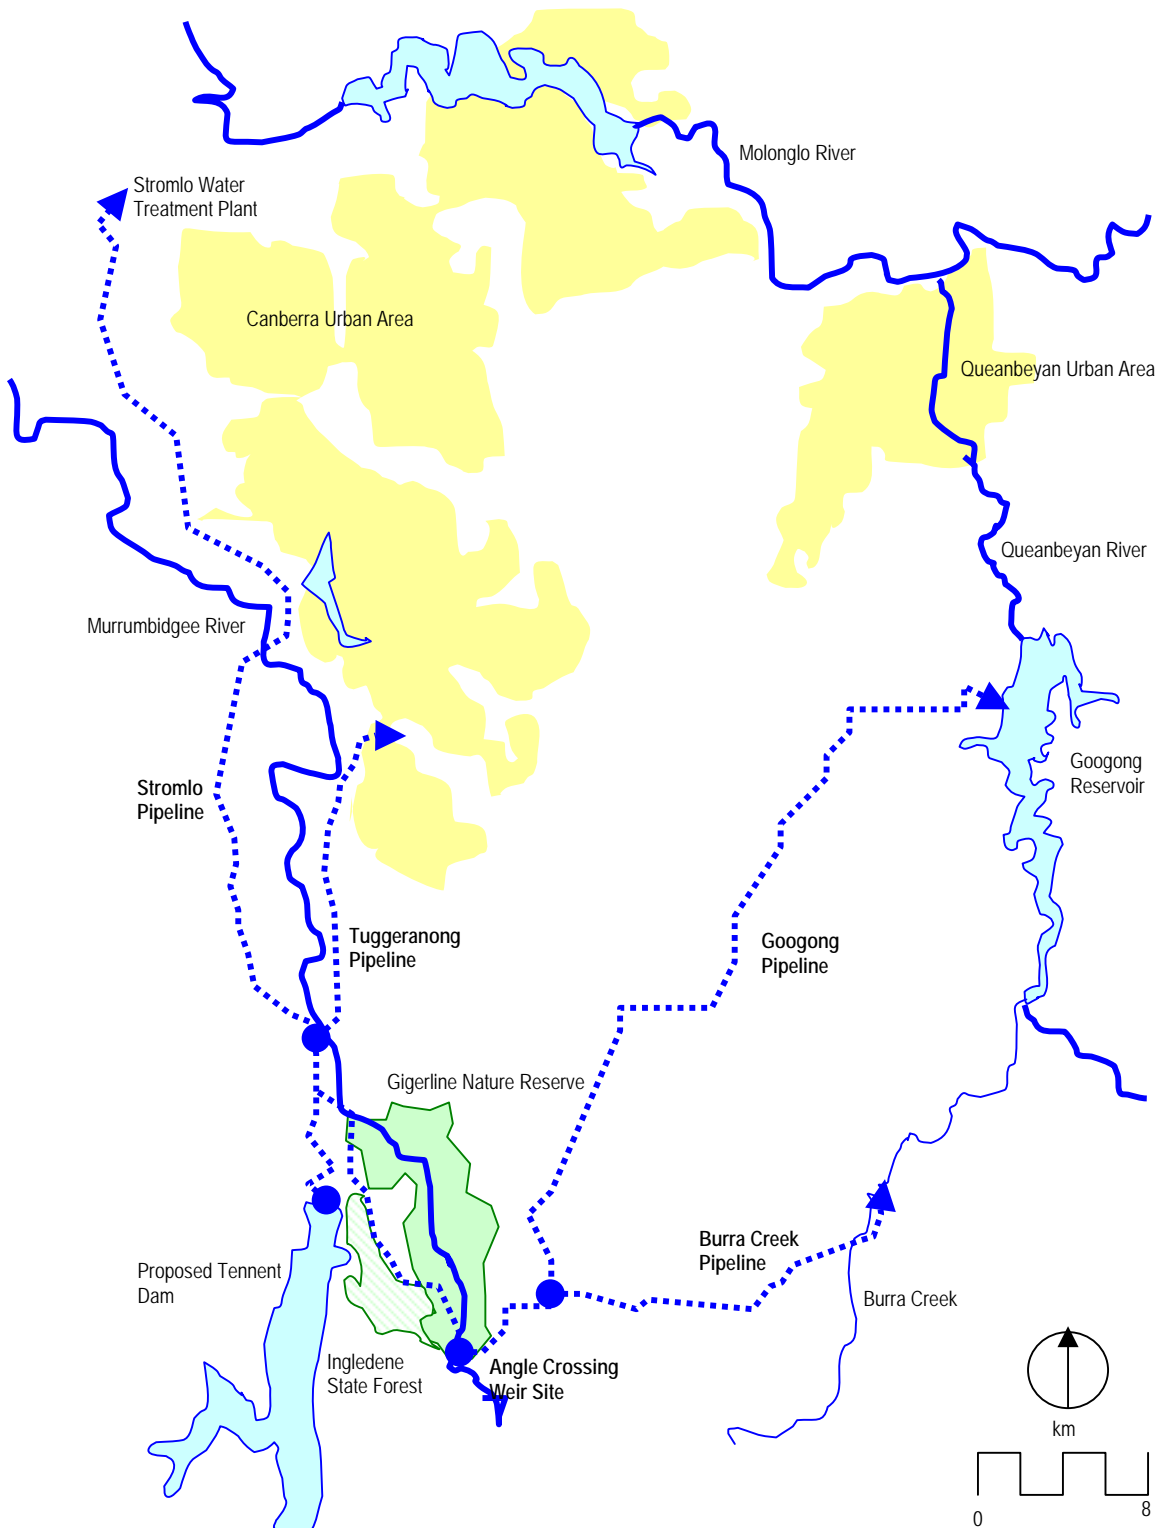 Molonglo River
Stromlo Water
Treatment Plant
Canberra Urban Area
Queanbeyan Urban Area
Queanbeyan River
Murrumbidgee River
Googong
Reservoir
Stromlo
Pipeline
Tuggeranong
Pipeline
Googong
Pipeline
Gigerline Nature Reserve
Burra Creek
Pipeline
Proposed Tennent
Dam
Burra Creek
Ingledene
State Forest
Angle Crossing
Weir Site
km
0
8